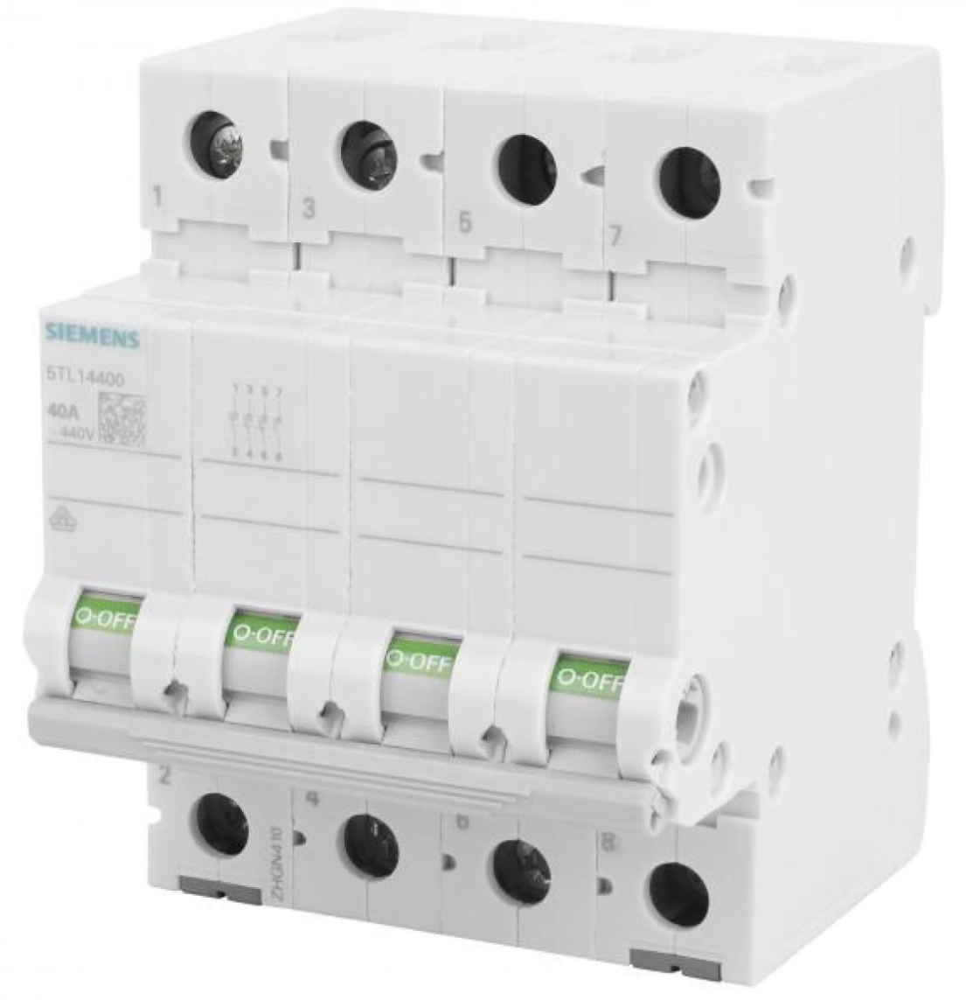 1
3
5
7
SIEMENS
5TL14400
40A
~440V
1 3 5 7
2 4 6 8
O-OFF
O-OFF
O-OFF
O-OFF
2
4
6
8
ZHGN410